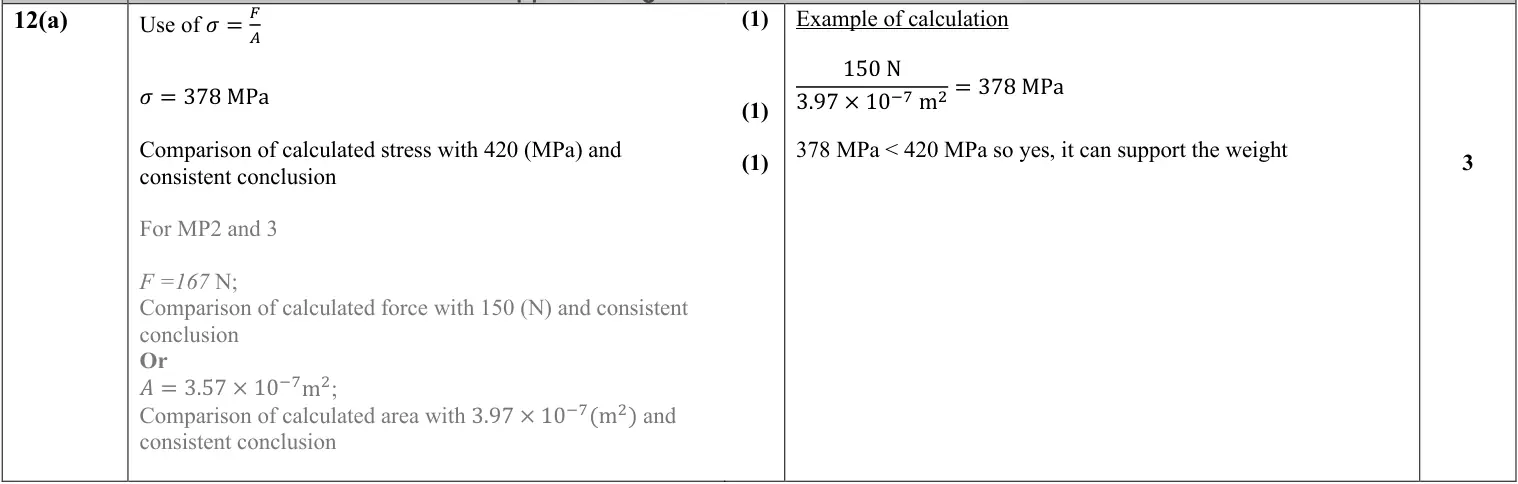 12(a)
Use of σ = F/A (1)
σ = 378 MPa (1)
Comparison of calculated stress with 420 (MPa) and
consistent conclusion (1)
For MP2 and 3
F =167 N;
Comparison of calculated force with 150 (N) and consistent
conclusion
Or
A = 3.57 × 10⁻⁷m²;
Comparison of calculated area with 3.97 × 10⁻⁷(m²) and
consistent conclusion
Example of calculation
150 N / 3.97 × 10⁻⁷ m² = 378 MPa
378 MPa < 420 MPa so yes, it can support the weight
3